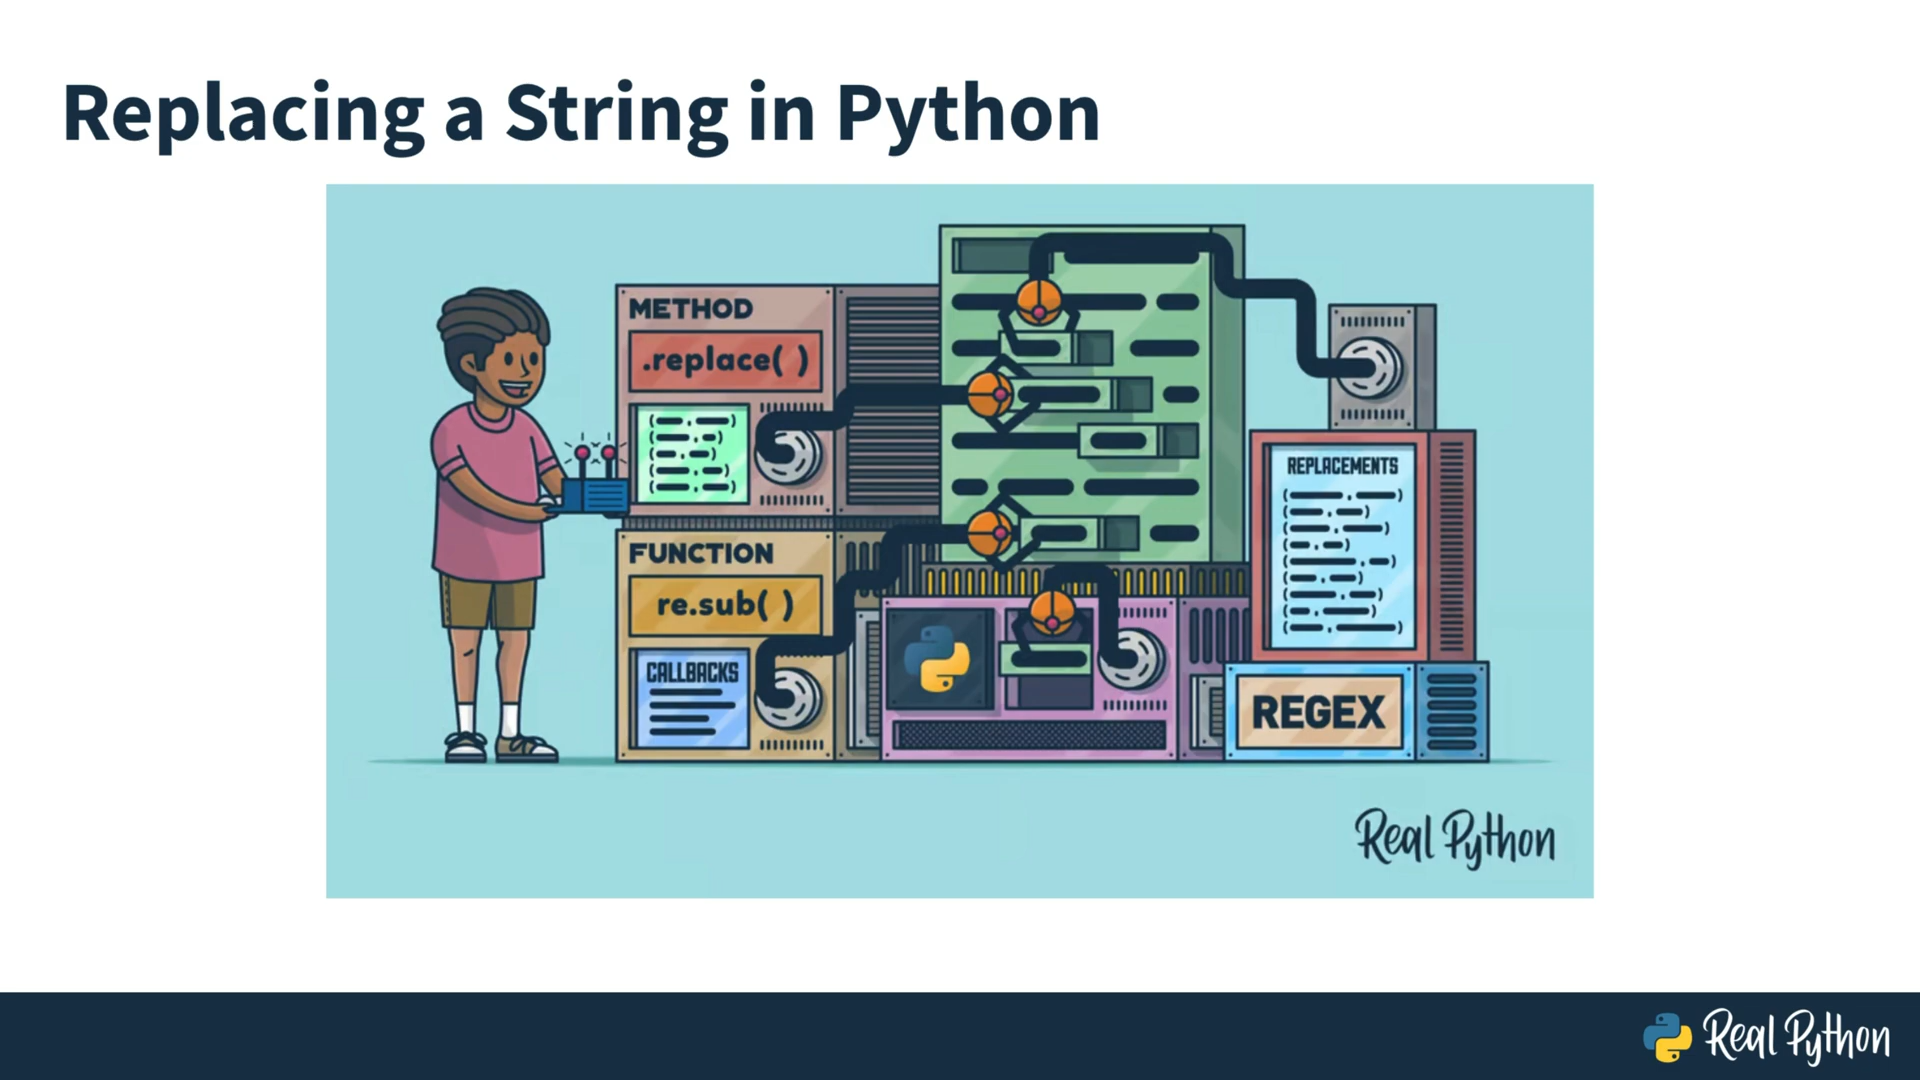 Replacing a String in Python
METHOD
.replace( )
FUNCTION
re.sub( )
CALLBACKS
REPLACEMENTS
REGEX
Real Python
Real Python